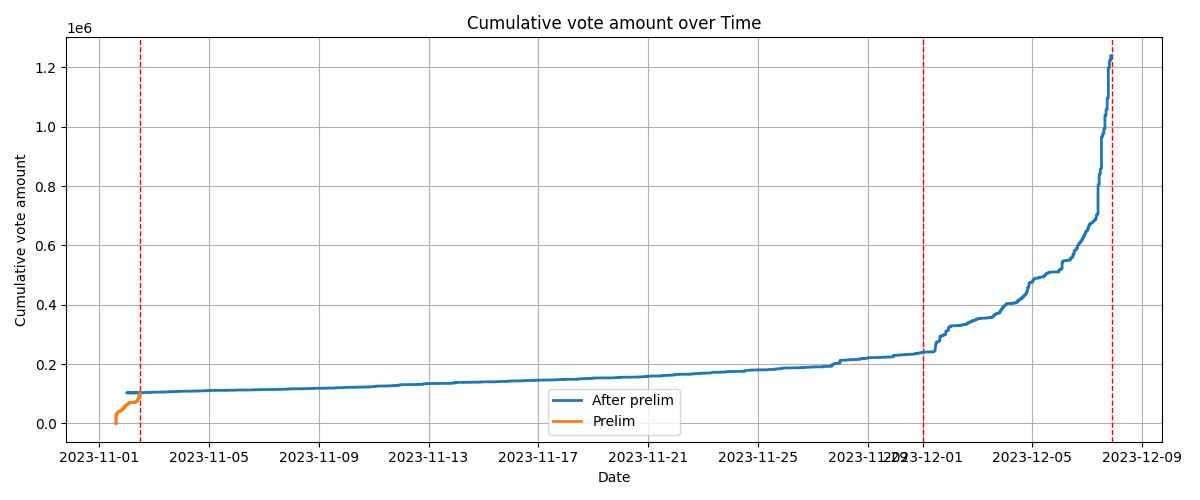 Cumulative vote amount over Time
1e6
1.2
1.0
0.8
0.6
0.4
0.2
0.0
Cumulative vote amount
After prelim
Prelim
2023-11-01 2023-11-05 2023-11-09 2023-11-13 2023-11-17 2023-11-21 2023-11-25 2023-11-29 2023-12-01 2023-12-05 2023-12-09
Date